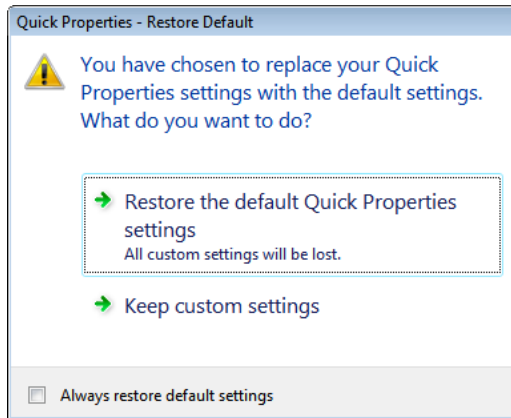 Quick Properties - Restore Default
You have chosen to replace your Quick
Properties settings with the default settings.
What do you want to do?
Restore the default Quick Properties
settings
All custom settings will be lost.
Keep custom settings
Always restore default settings